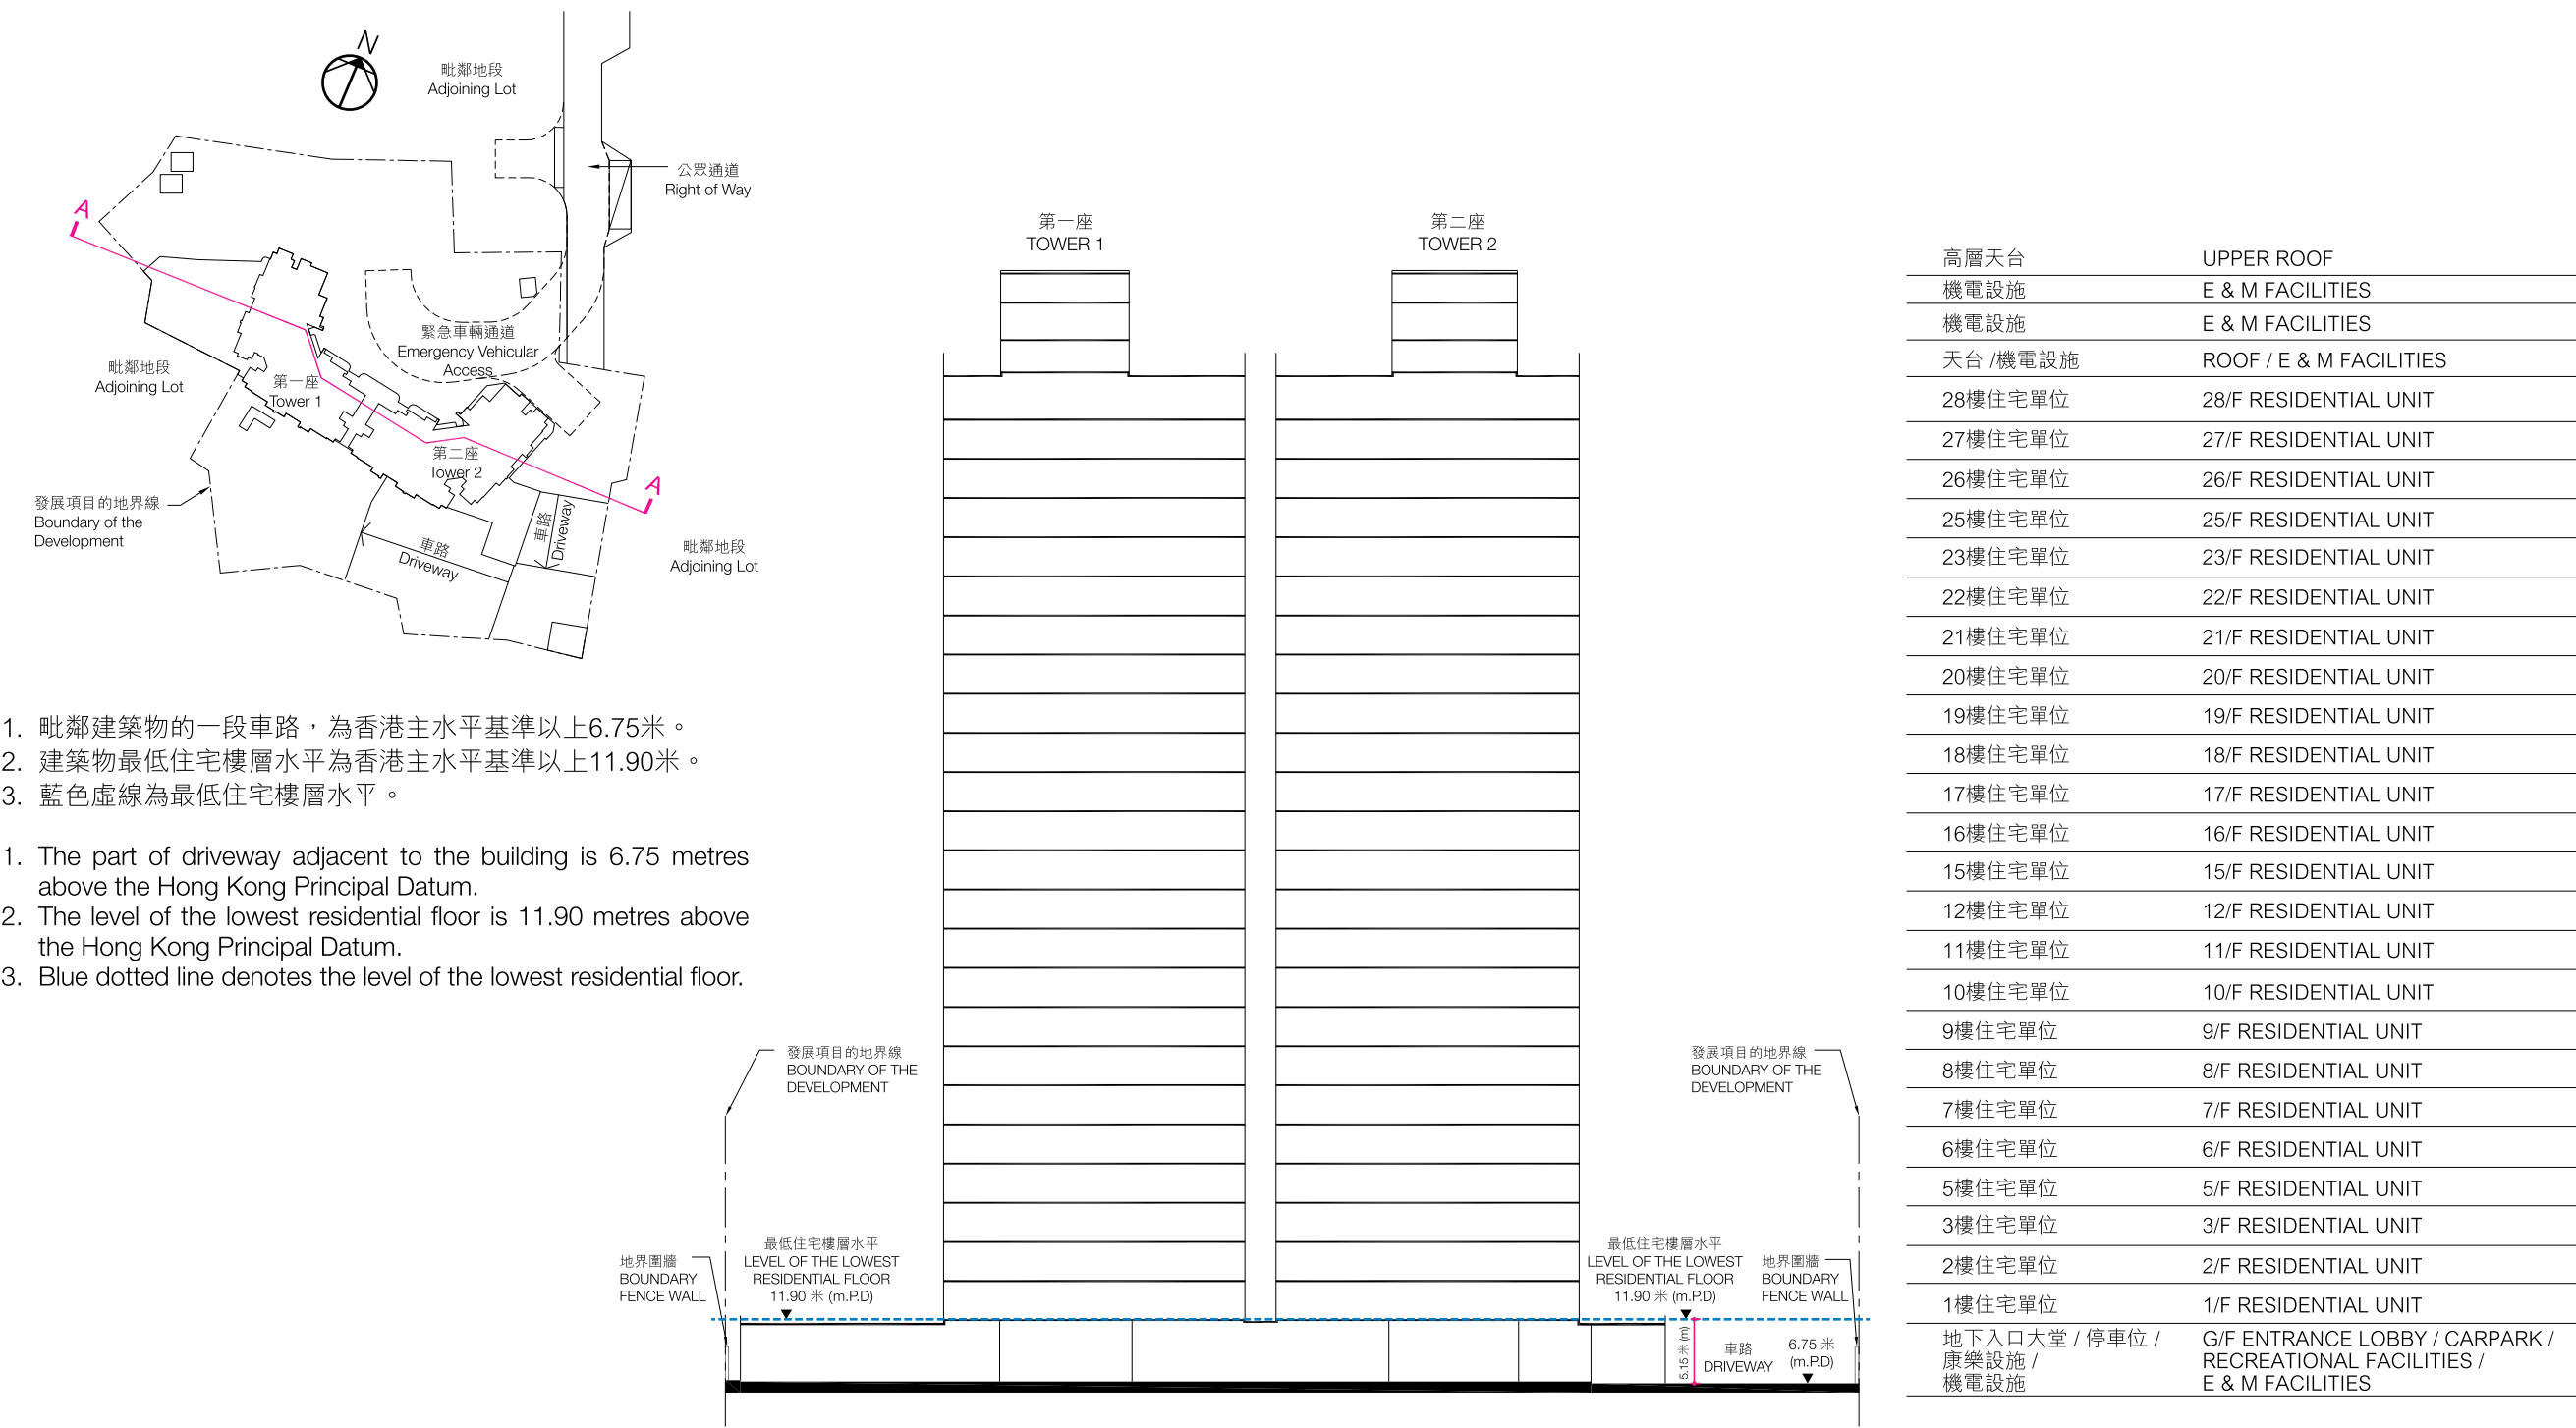 N
毗鄰地段
Adjoining Lot
公眾通道
Right of Way
A
緊急車輛通道
Emergency Vehicular
Access
毗鄰地段
Adjoining Lot
第一座
Tower 1
第二座
Tower 2
A
發展項目的地界線
Boundary of the
Development
車路
Driveway
車路
Driveway
毗鄰地段
Adjoining Lot
1. 毗鄰建築物的一段車路，為香港主水平基準以上6.75米。
2. 建築物最低住宅樓層水平為香港主水平基準以上11.90米。
3. 藍色虛線為最低住宅樓層水平。
1. The part of driveway adjacent to the building is 6.75 metres
above the Hong Kong Principal Datum.
2. The level of the lowest residential floor is 11.90 metres above
the Hong Kong Principal Datum.
3. Blue dotted line denotes the level of the lowest residential floor.
第一座
TOWER 1
第二座
TOWER 2
發展項目的地界線
BOUNDARY OF THE
DEVELOPMENT
發展項目的地界線
BOUNDARY OF THE
DEVELOPMENT
地界圍牆
BOUNDARY
FENCE WALL
最低住宅樓層水平
LEVEL OF THE LOWEST
RESIDENTIAL FLOOR
11.90 米 (m.P.D)
最低住宅樓層水平
LEVEL OF THE LOWEST
RESIDENTIAL FLOOR
11.90 米 (m.P.D)
地界圍牆
BOUNDARY
FENCE WALL
5.15 米 (m)
車路
DRIVEWAY
6.75 米
(m.P.D)
高層天台 UPPER ROOF
機電設施 E & M FACILITIES
機電設施 E & M FACILITIES
天台 /機電設施 ROOF / E & M FACILITIES
28樓住宅單位 28/F RESIDENTIAL UNIT
27樓住宅單位 27/F RESIDENTIAL UNIT
26樓住宅單位 26/F RESIDENTIAL UNIT
25樓住宅單位 25/F RESIDENTIAL UNIT
23樓住宅單位 23/F RESIDENTIAL UNIT
22樓住宅單位 22/F RESIDENTIAL UNIT
21樓住宅單位 21/F RESIDENTIAL UNIT
20樓住宅單位 20/F RESIDENTIAL UNIT
19樓住宅單位 19/F RESIDENTIAL UNIT
18樓住宅單位 18/F RESIDENTIAL UNIT
17樓住宅單位 17/F RESIDENTIAL UNIT
16樓住宅單位 16/F RESIDENTIAL UNIT
15樓住宅單位 15/F RESIDENTIAL UNIT
12樓住宅單位 12/F RESIDENTIAL UNIT
11樓住宅單位 11/F RESIDENTIAL UNIT
10樓住宅單位 10/F RESIDENTIAL UNIT
9樓住宅單位 9/F RESIDENTIAL UNIT
8樓住宅單位 8/F RESIDENTIAL UNIT
7樓住宅單位 7/F RESIDENTIAL UNIT
6樓住宅單位 6/F RESIDENTIAL UNIT
5樓住宅單位 5/F RESIDENTIAL UNIT
3樓住宅單位 3/F RESIDENTIAL UNIT
2樓住宅單位 2/F RESIDENTIAL UNIT
1樓住宅單位 1/F RESIDENTIAL UNIT
地下入口大堂 / 停車位 / G/F ENTRANCE LOBBY / CARPARK /
康樂設施 / RECREATIONAL FACILITIES /
機電設施 E & M FACILITIES